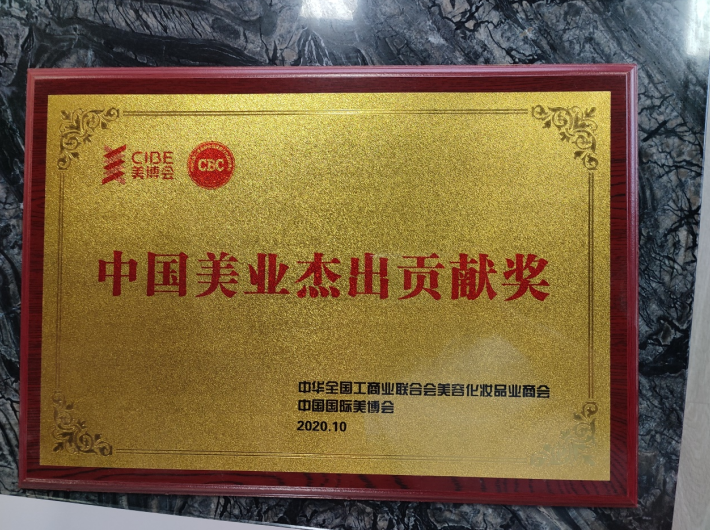 CIBE
美博会
CBC
中国美业杰出贡献奖
中华全国工商业联合会美容化妆品业商会
中国国际美博会
2020.10